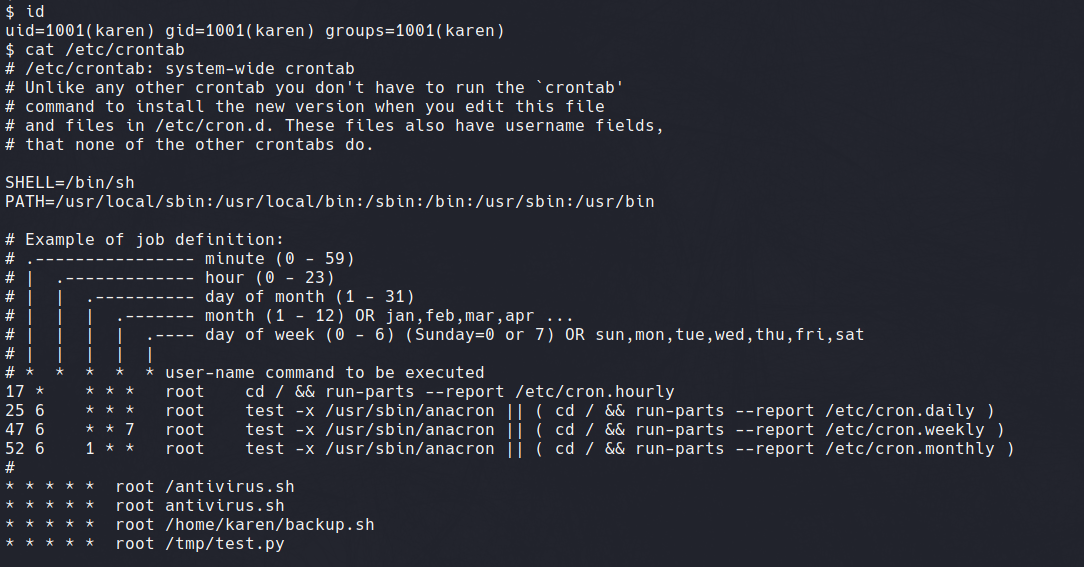 $ id
uid=1001(karen) gid=1001(karen) groups=1001(karen)
$ cat /etc/crontab
# /etc/crontab: system-wide crontab
# Unlike any other crontab you don't have to run the `crontab'
# command to install the new version when you edit this file
# and files in /etc/cron.d. These files also have username fields,
# that none of the other crontabs do.

SHELL=/bin/sh
PATH=/usr/local/sbin:/usr/local/bin:/sbin:/bin:/usr/sbin:/usr/bin

# Example of job definition:
# .---------------- minute (0 - 59)
# |  .------------- hour (0 - 23)
# |  |  .---------- day of month (1 - 31)
# |  |  |  .------- month (1 - 12) OR jan,feb,mar,apr ...
# |  |  |  |  .---- day of week (0 - 6) (Sunday=0 or 7) OR sun,mon,tue,wed,thu,fri,sat
# |  |  |  |  |
# *  *  *  *  * user-name command to be executed
17 *    * * *   root    cd / && run-parts --report /etc/cron.hourly
25 6    * * *   root    test -x /usr/sbin/anacron || ( cd / && run-parts --report /etc/cron.daily )
47 6    * * 7   root    test -x /usr/sbin/anacron || ( cd / && run-parts --report /etc/cron.weekly )
52 6    1 * *   root    test -x /usr/sbin/anacron || ( cd / && run-parts --report /etc/cron.monthly )
#
* * * * *  root /antivirus.sh
* * * * *  root antivirus.sh
* * * * *  root /home/karen/backup.sh
* * * * *  root /tmp/test.py